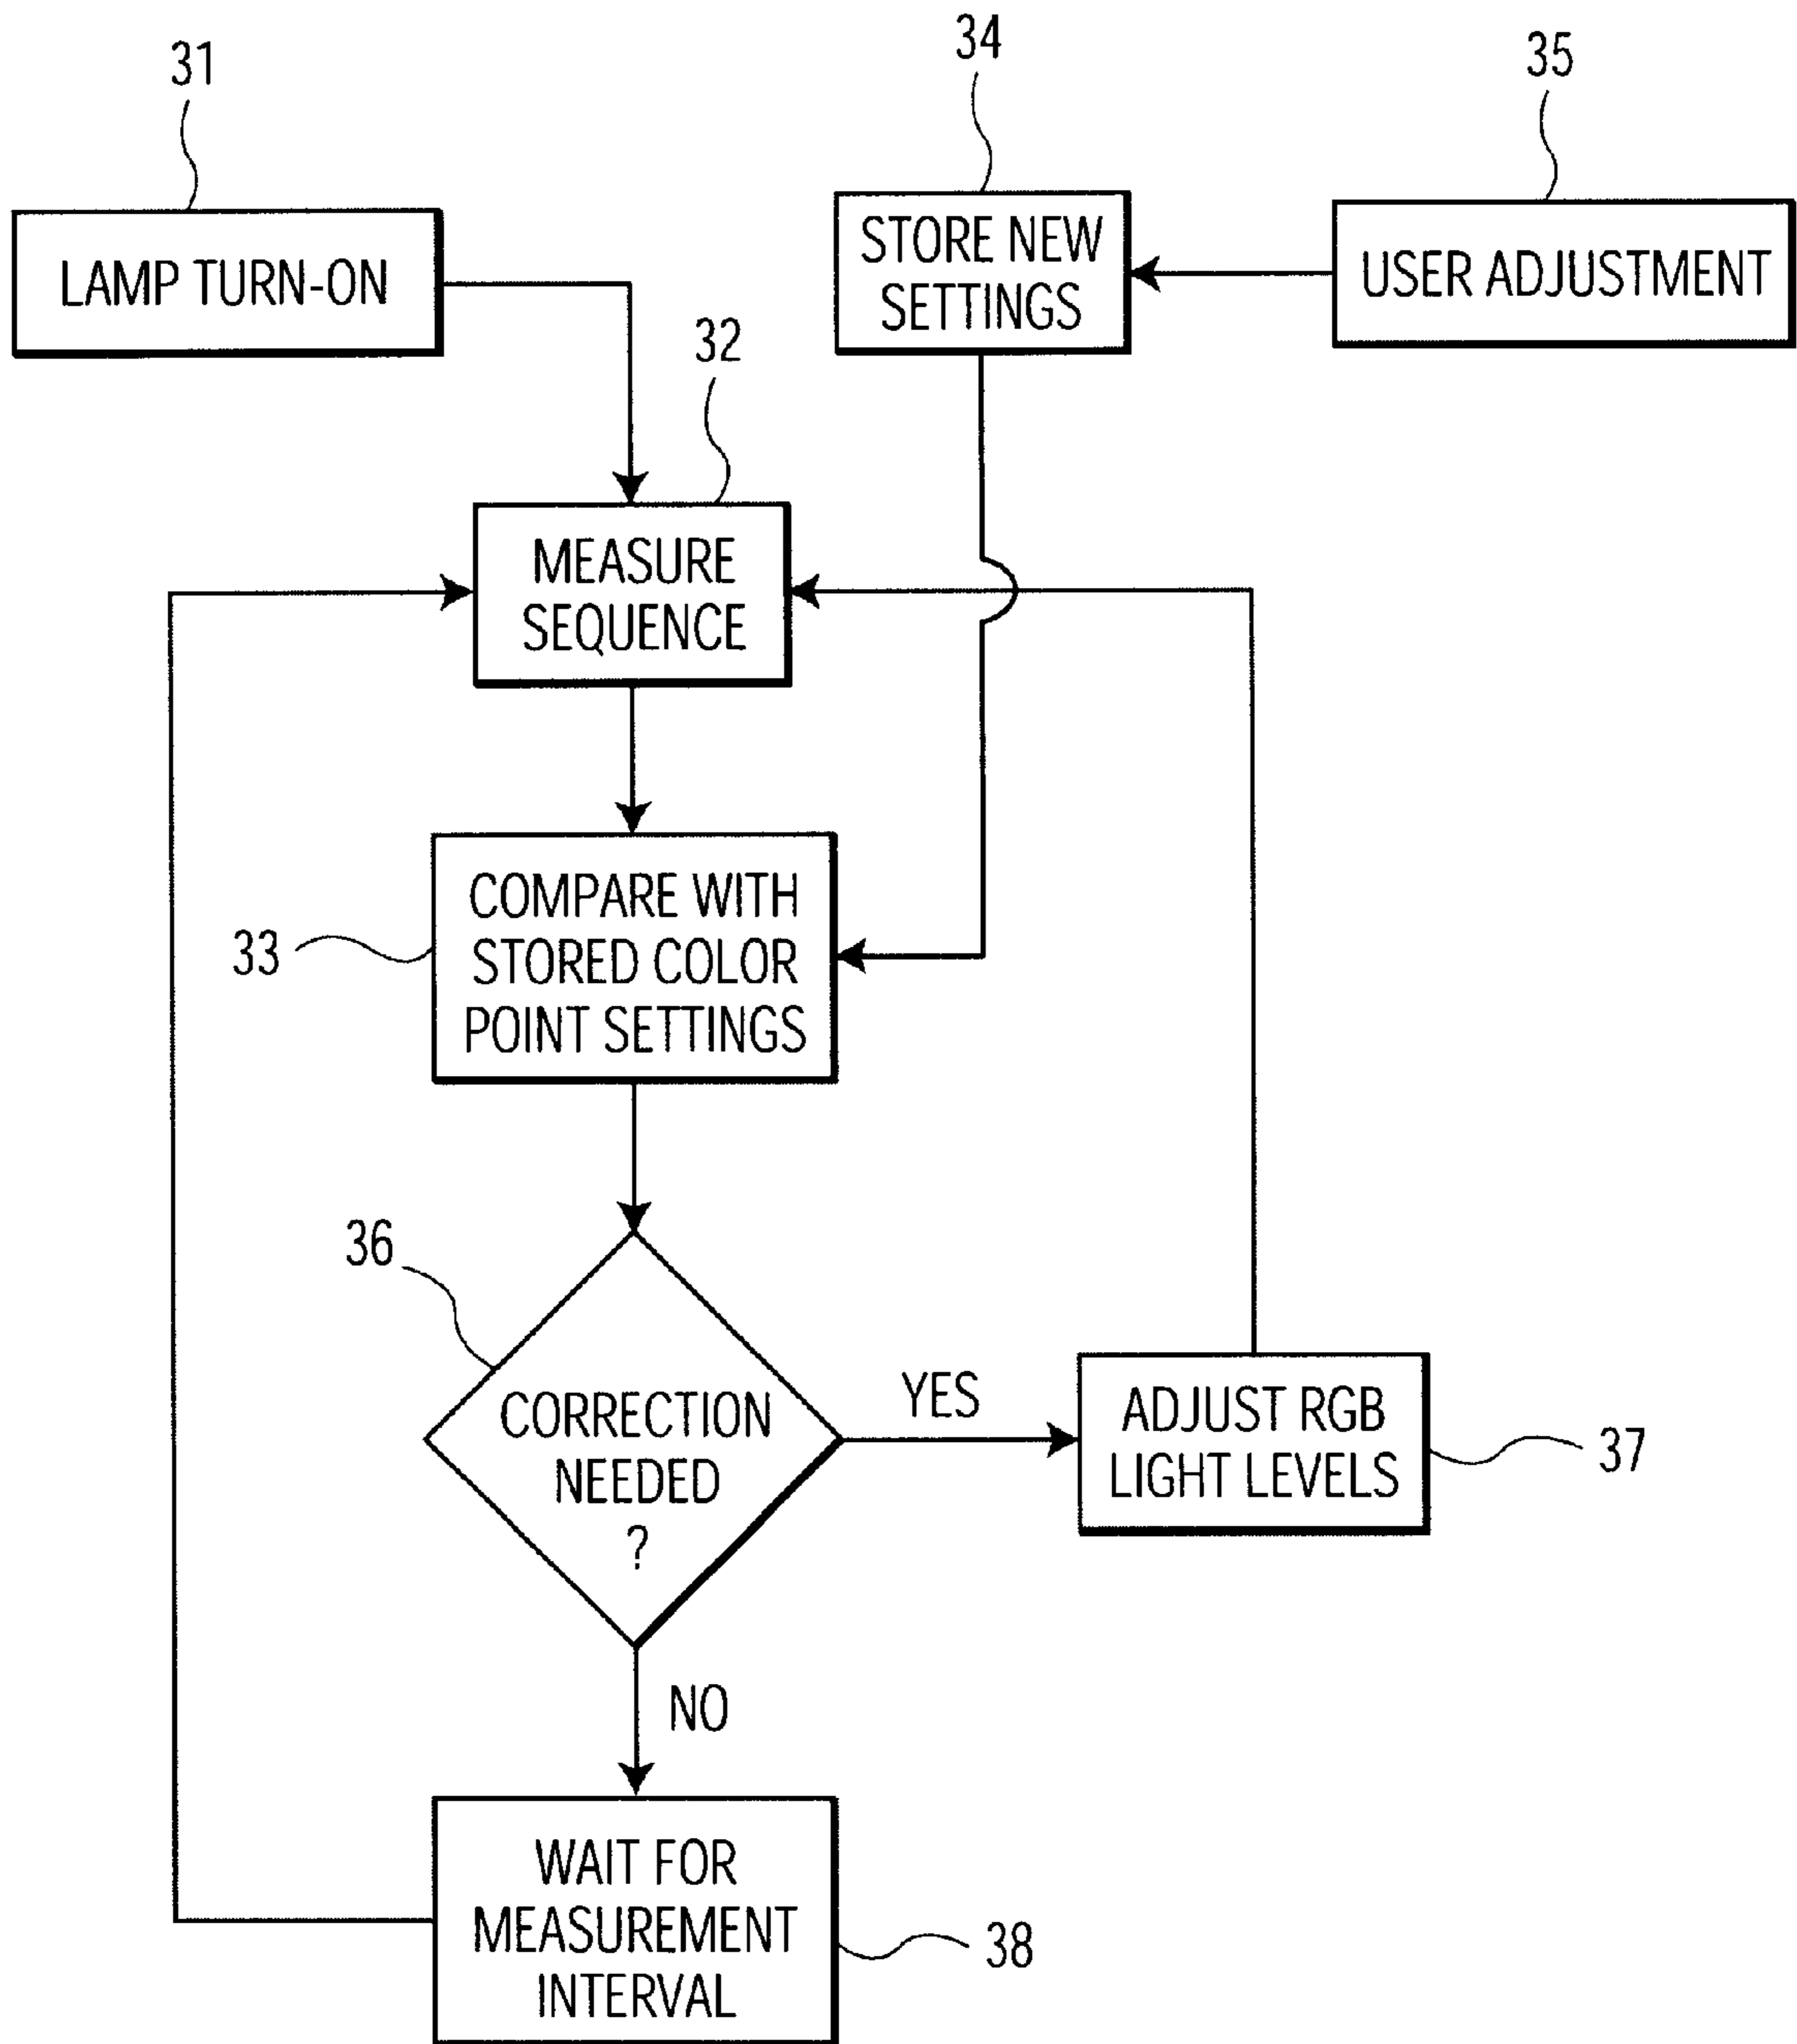 31
34
35
LAMP TURN-ON
STORE NEW
SETTINGS
USER ADJUSTMENT
32
MEASURE
SEQUENCE
33
COMPARE WITH
STORED COLOR
POINT SETTINGS
36
CORRECTION
NEEDED
?
YES
ADJUST RGB
LIGHT LEVELS
37
NO
WAIT FOR
MEASUREMENT
INTERVAL
38